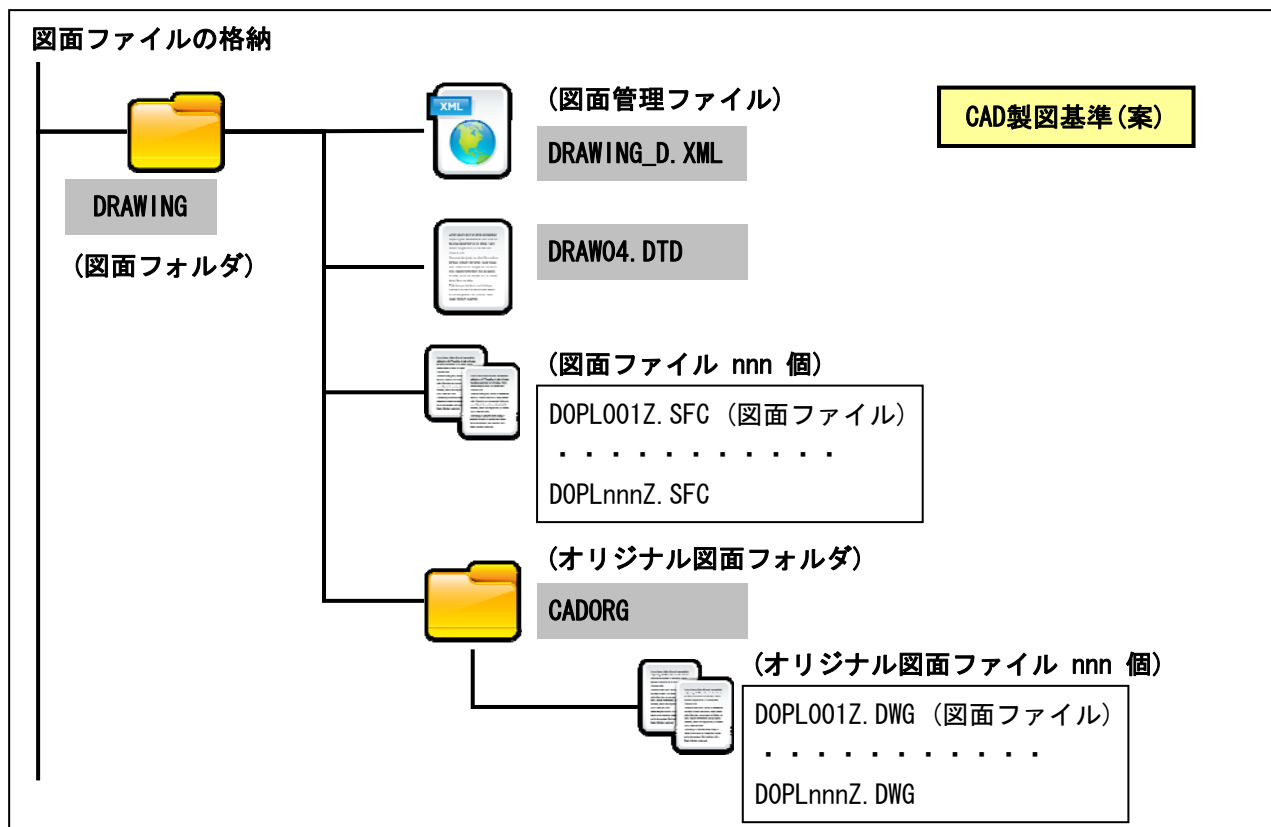 図面ファイルの格納
XML
(図面管理ファイル)
DRAWING_D.XML
CAD製図基準(案)
DRAWING
(図面フォルダ)
DRAW04.DTD
(図面ファイル nnn 個)
D0PL001Z.SFC (図面ファイル)
・・・・・・・・・・・
D0PLnnnZ.SFC
(オリジナル図面フォルダ)
CADORG
(オリジナル図面ファイル nnn 個)
D0PL001Z.DWG (図面ファイル)
・・・・・・・・・・・
D0PLnnnZ.DWG